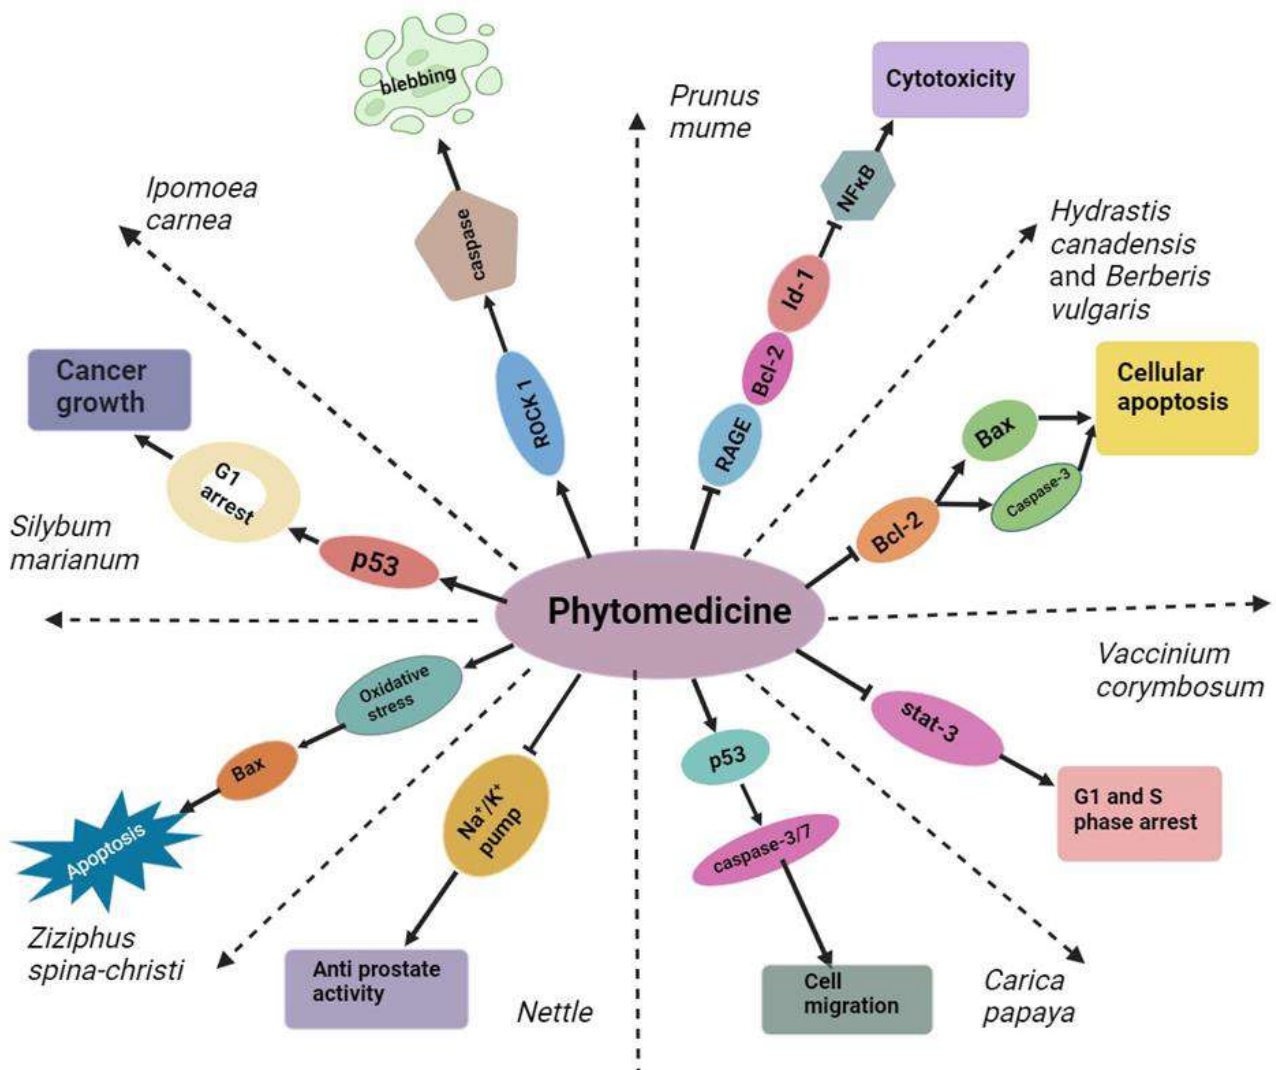 blebbing
Prunus
mume
Cytotoxicity
Ipomoea
carnea
caspase
NFκB
Hydrastis
canadensis
and Berberis
vulgaris
Id-1
Cancer
growth
ROCK 1
Bcl-2
RAGE
Cellular
apoptosis
Bax
Caspase-3
Bcl-2
G1
arrest
Silybum
marianum
p53
Phytomedicine
Vaccinium
corymbosum
Oxidative
stress
Bax
Apoptosis
Na⁺/K⁺
pump
p53
caspase-3/7
stat-3
G1 and S
phase arrest
Ziziphus
spina-christi
Anti prostate
activity
Nettle
Cell
migration
Carica
papaya